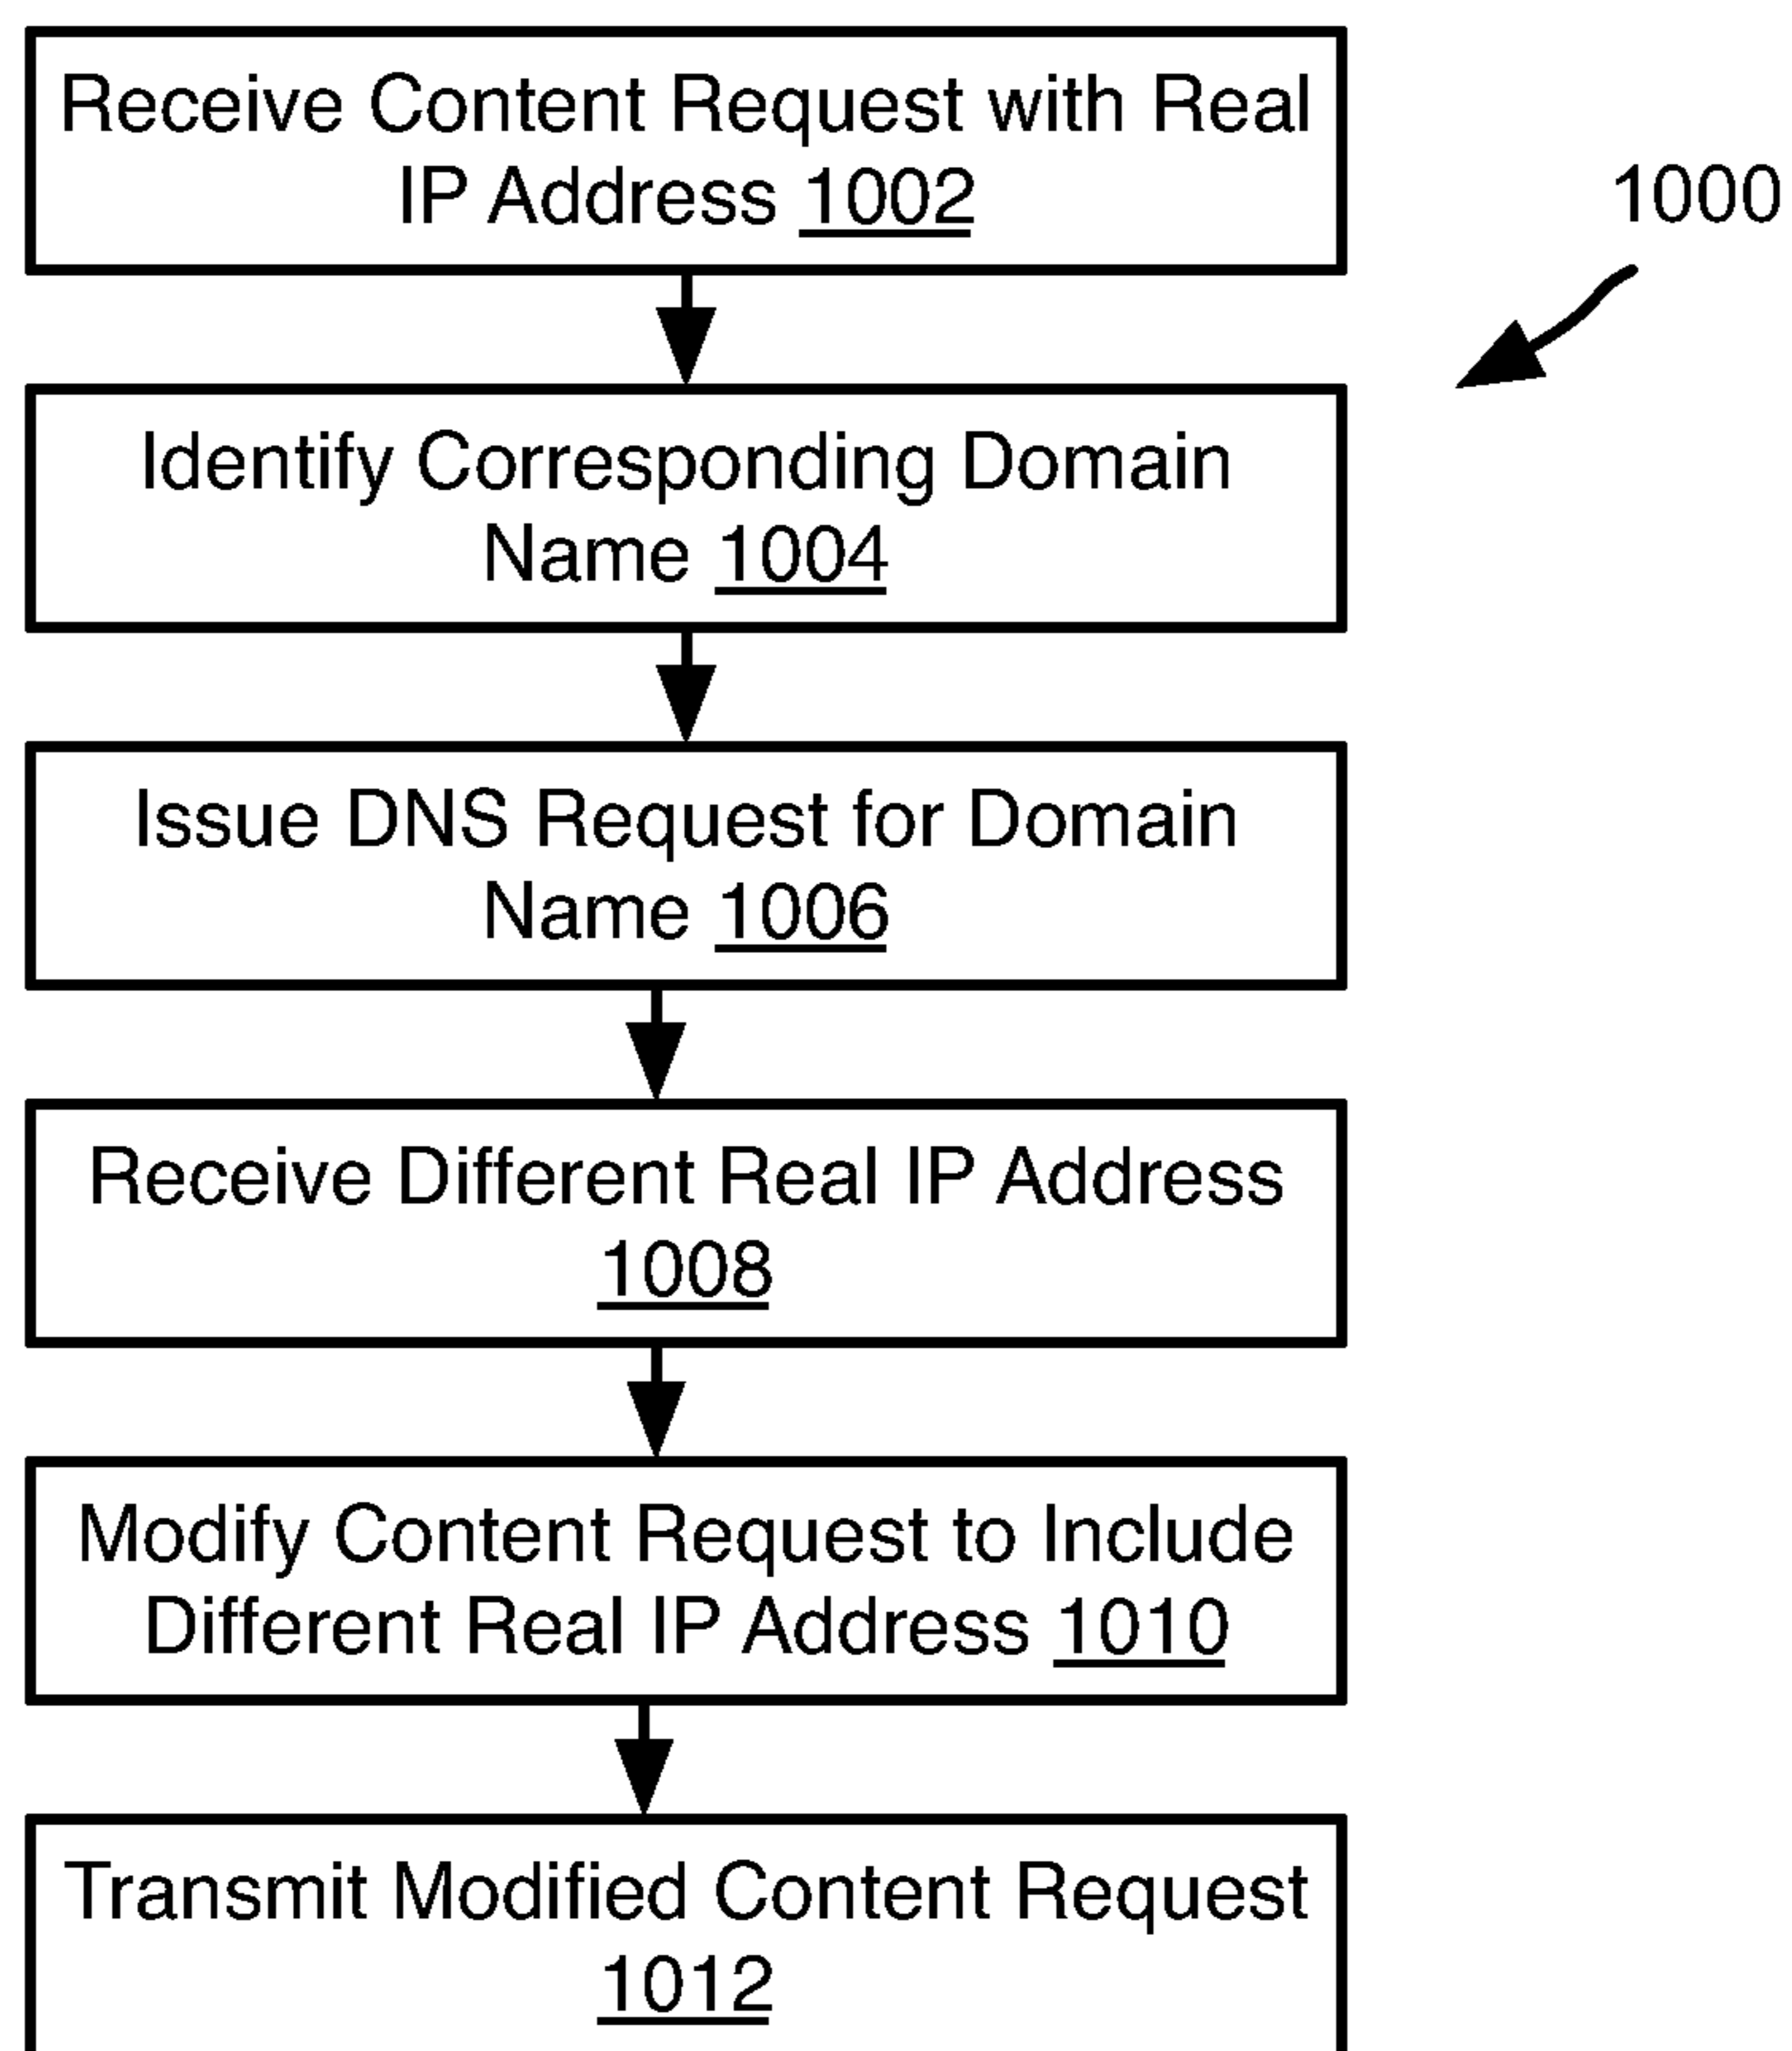 Receive Content Request with Real
IP Address 1002
1000
Identify Corresponding Domain
Name 1004
Issue DNS Request for Domain
Name 1006
Receive Different Real IP Address
1008
Modify Content Request to Include
Different Real IP Address 1010
Transmit Modified Content Request
1012